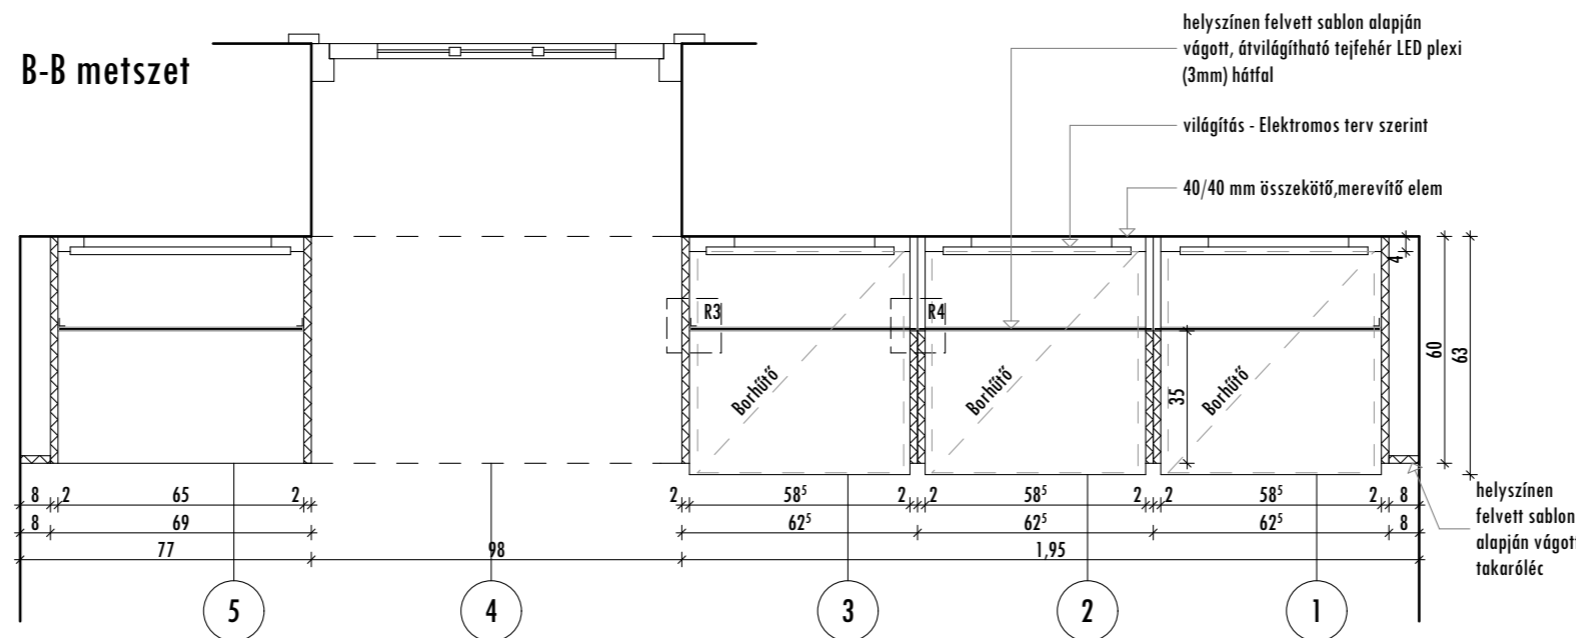 helyszínen felvett sablon alapján
vágott, átvilágítható tejfehér LED plexi
(3mm) hátfal
B-B metszet
világítás - Elektromos terv szerint
40/40 mm összekötő,merevítő elem
4
R3
R4
60
63
35
Borhűtő
Borhűtő
Borhűtő
8 2 65 2 2 58⁵ 2 2 58⁵ 2 2 58⁵ 2 8
8 69 62⁵ 62⁵ 62⁵ 8
77 98 1,95
helyszínen
felvett sablon
alapján vágott
takaróléc
5 4 3 2 1